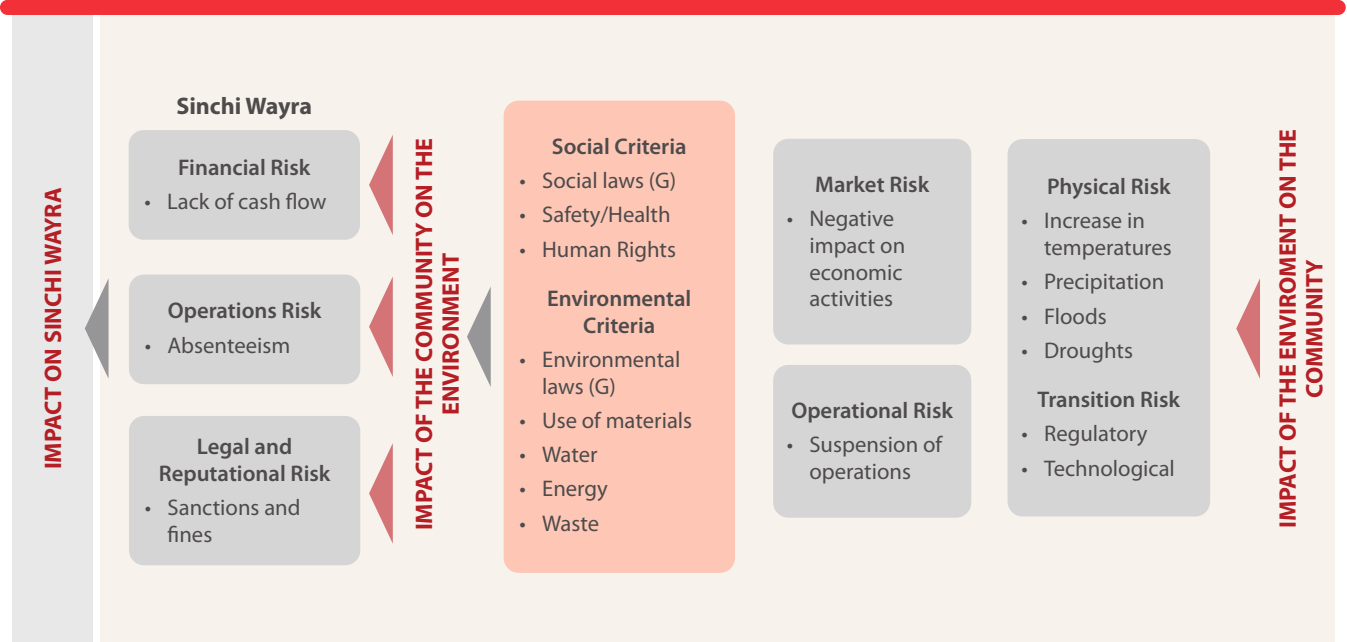 IMPACT ON SINCHI WAYRA
Sinchi Wayra
Financial Risk
• Lack of cash flow
Operations Risk
• Absenteeism
Legal and
Reputational Risk
• Sanctions and
fines
IMPACT OF THE COMMUNITY ON THE
ENVIRONMENT
Social Criteria
• Social laws (G)
• Safety/Health
• Human Rights
Environmental
Criteria
• Environmental
laws (G)
• Use of materials
• Water
• Energy
• Waste
Market Risk
• Negative
impact on
economic
activities
Operational Risk
• Suspension of
operations
Physical Risk
• Increase in
temperatures
• Precipitation
• Floods
• Droughts
Transition Risk
• Regulatory
• Technological
IMPACT OF THE ENVIROMENT ON THE
COMMUNITY